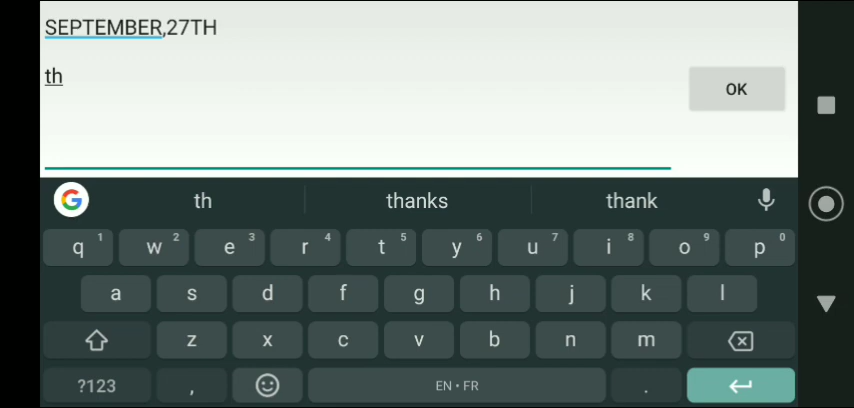 SEPTEMBER,27TH
th
OK
th thanks thank
q 1 w 2 e 3 r 4 t 5 y 6 u 7 i 8 o 9 p 0
a s d f g h j k l
z x c v b n m
?123 , EN • FR .